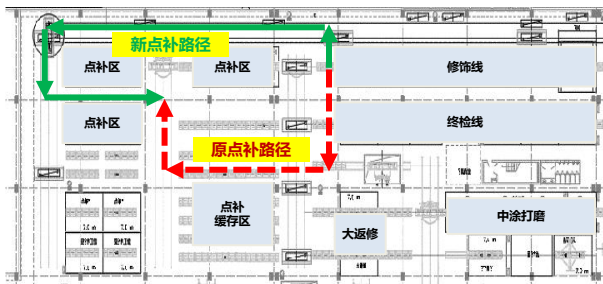 新点补路径
点补区
点补区
修饰线
点补区
终检线
原点补路径
点补
缓存区
大返修
中涂打磨